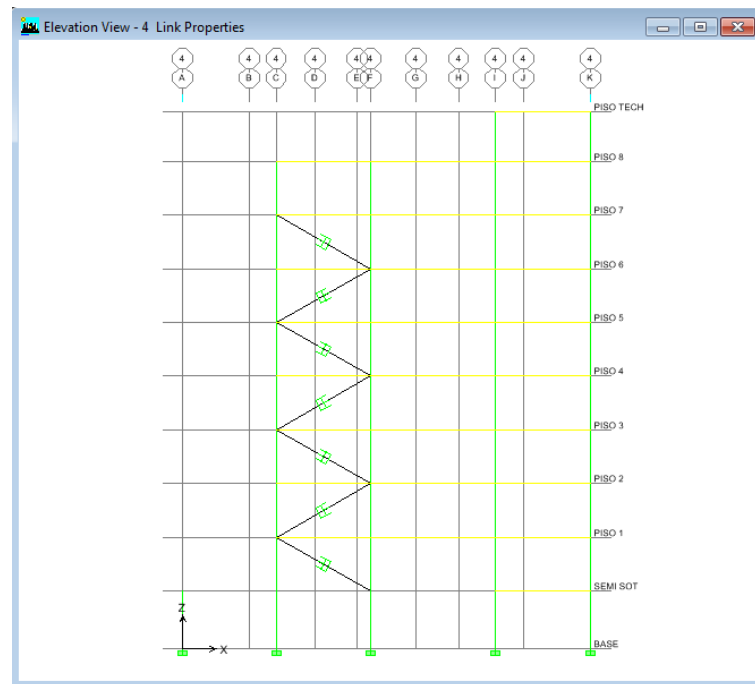 Elevation View - 4 Link Properties
4 4 4 4 4 4 4 4 4 4 4
A B C D E F G H I J K
PISO TECH
PISO 8
PISO 7
PISO 6
PISO 5
PISO 4
PISO 3
PISO 2
PISO 1
SEMI SOT
Z
X
BASE